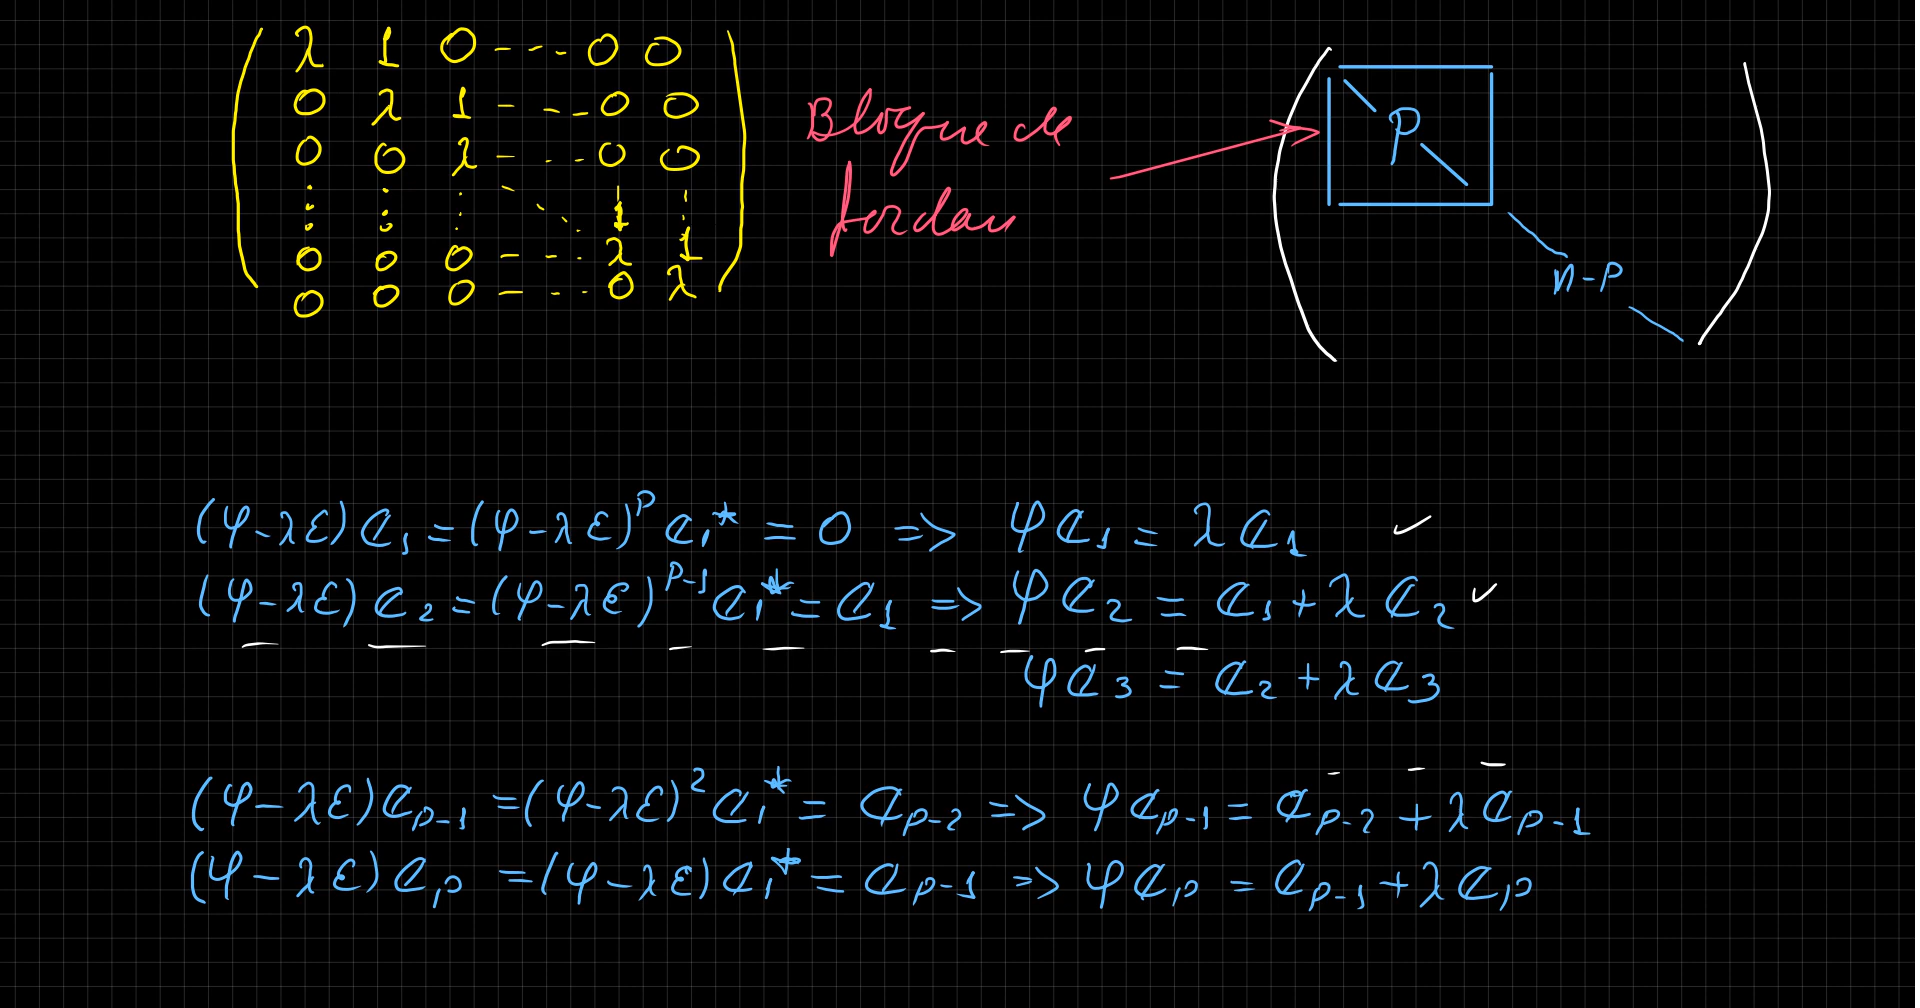 λ 1 0 - - - 0 0
0 λ 1 - - - 0 0
0 0 λ - - - 0 0
⋮ ⋮ ⋮ ⋱ 1 ⋮
0 0 0 - - - λ 1
0 0 0 - - - 0 λ
Bloque de
Jordan
P
n-p
(φ-λε)e₁ = (φ-λε)ᵖ e₁* = 0 => φe₁ = λe₁ ✓
(φ-λε)e₂ = (φ-λε)ᵖ⁻¹ e₁* = e₁ => φe₂ = e₁ + λe₂ ✓
φe₃ = e₂ + λe₃
(φ-λε)eₚ₋₁ = (φ-λε)² e₁* = eₚ₋₂ => φeₚ₋₁ = eₚ₋₂ + λeₚ₋₁
(φ-λε)eₚ = (φ-λε)e₁* = eₚ₋₁ => φeₚ = eₚ₋₁ + λeₚ